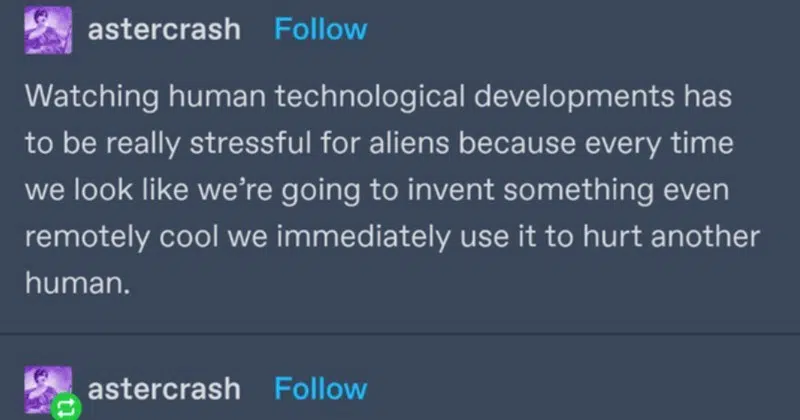 astercrash Follow
Watching human technological developments has
to be really stressful for aliens because every time
we look like we’re going to invent something even
remotely cool we immediately use it to hurt another
human.
astercrash Follow